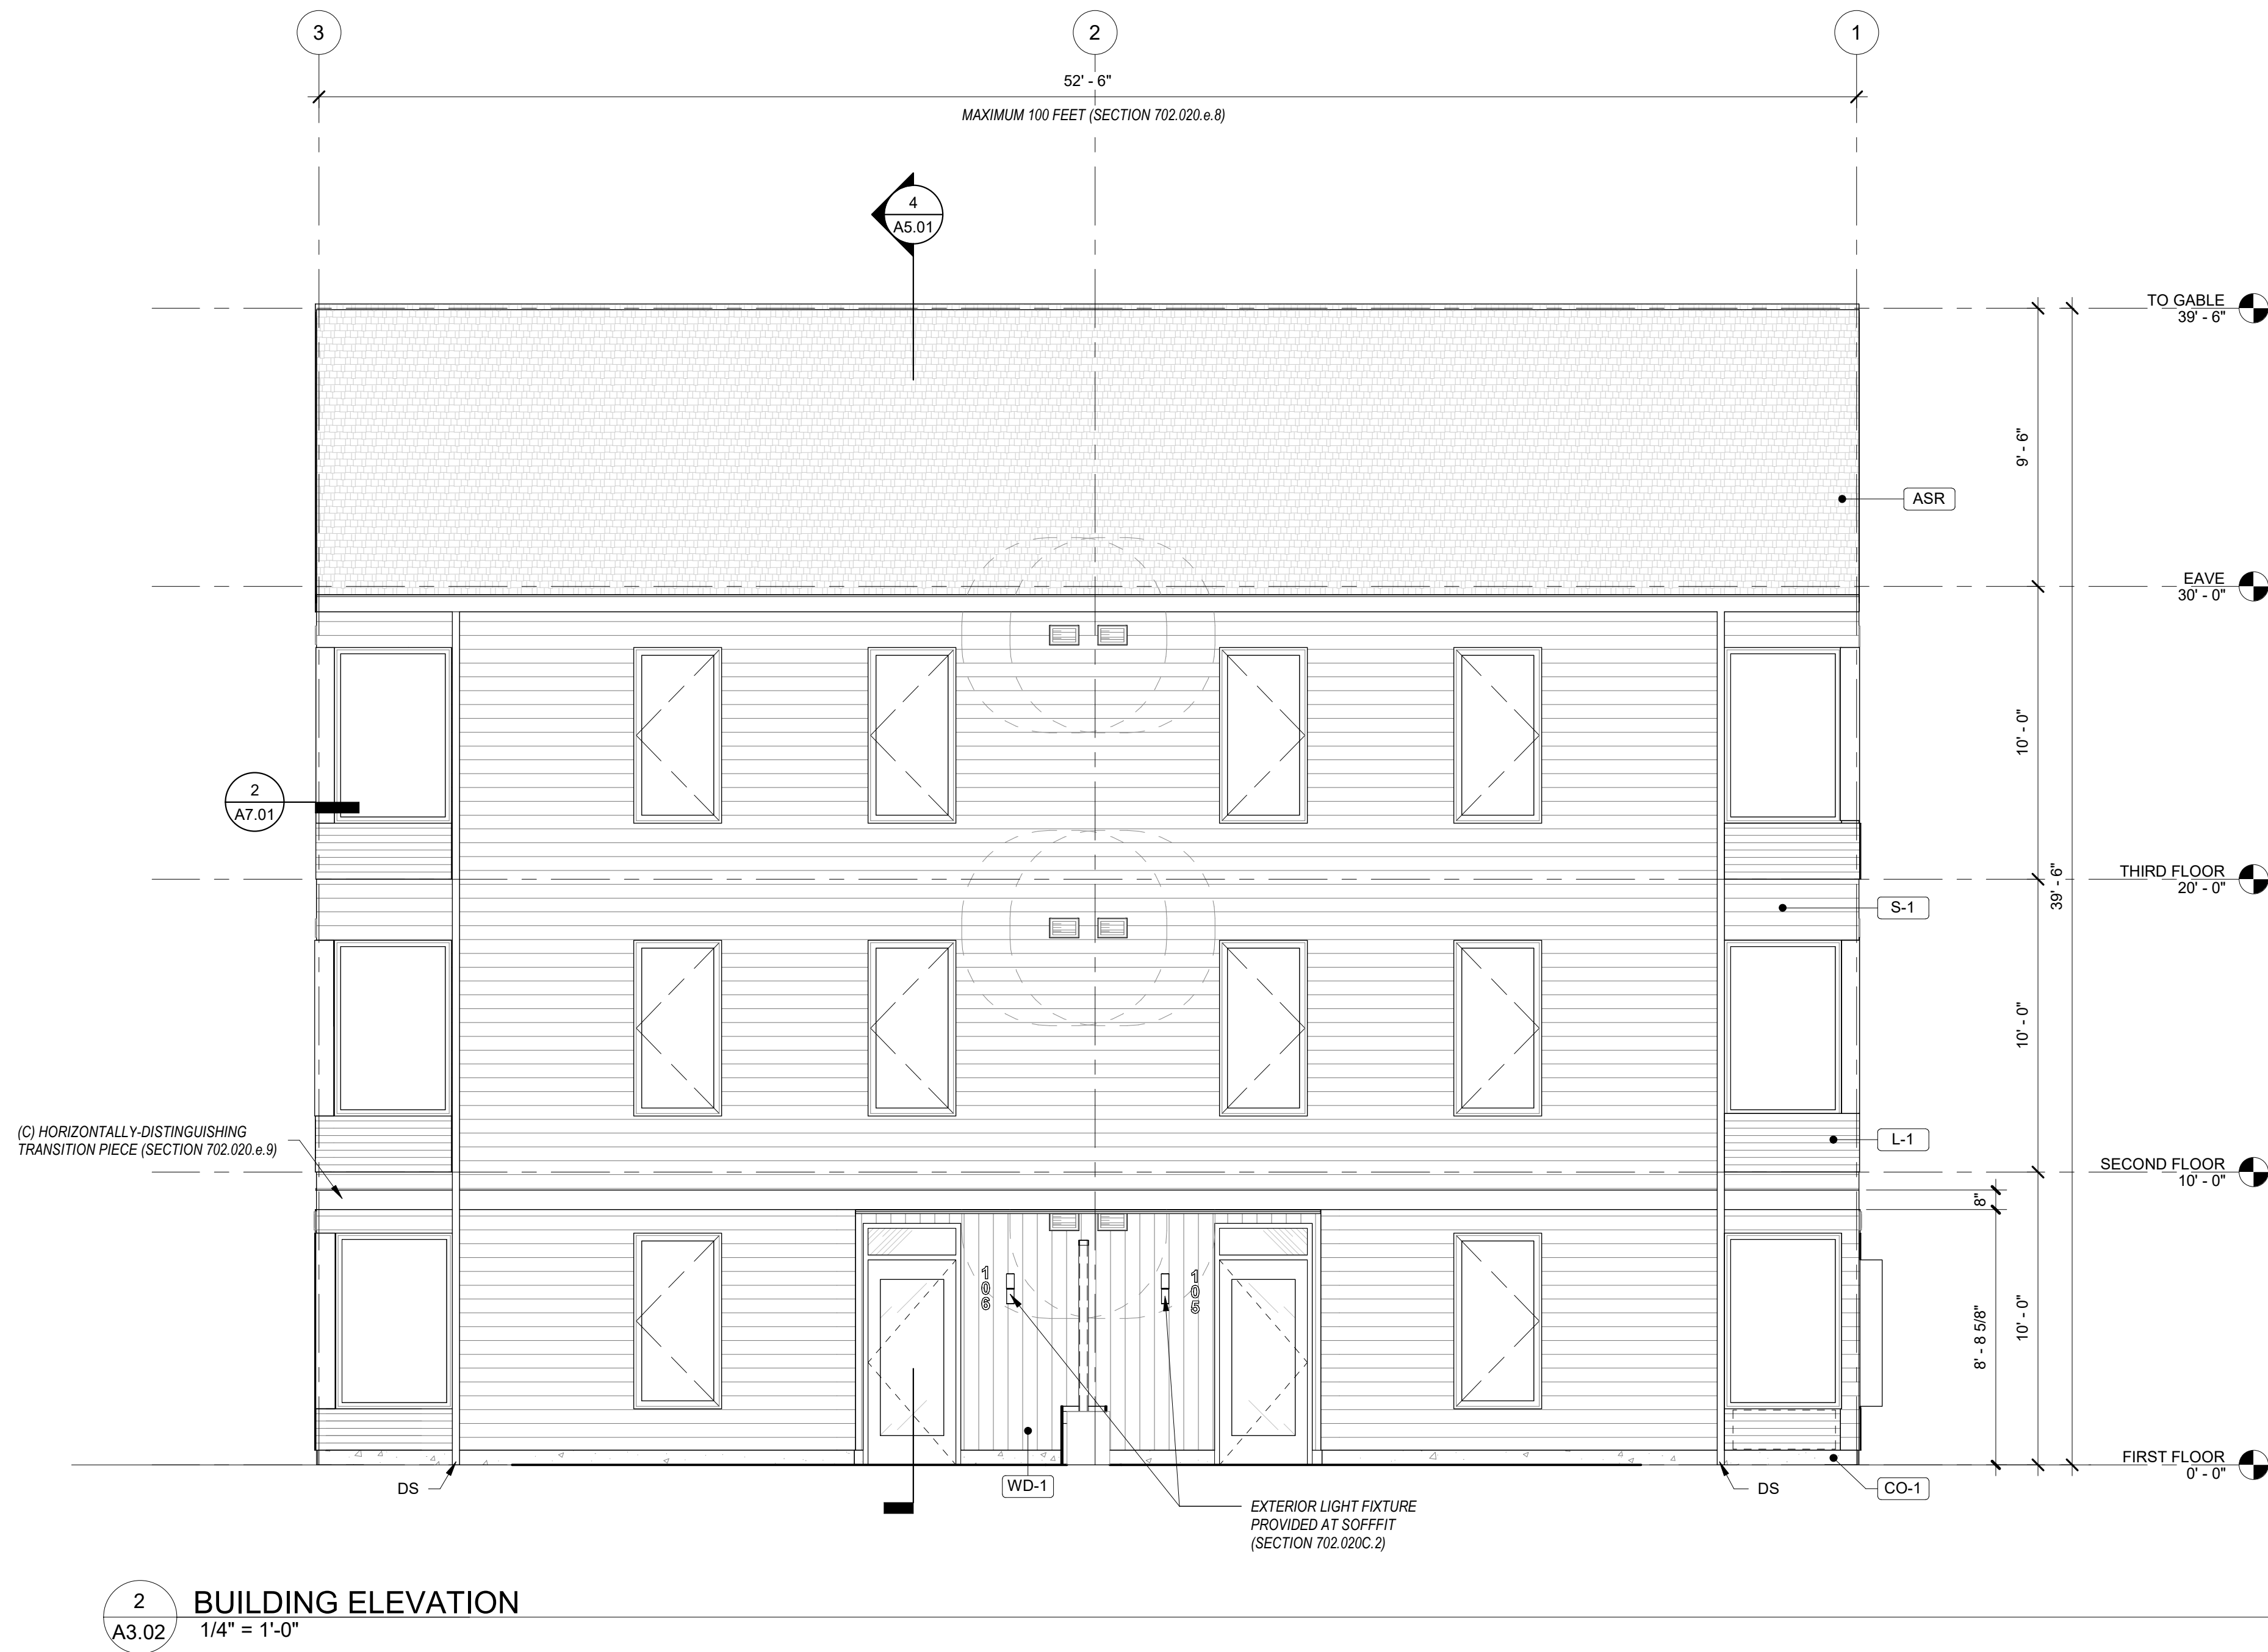 3
2
1
52' - 6"
MAXIMUM 100 FEET (SECTION 702.020.e.8)
4
A5.01
TO GABLE
39' - 6"
9' - 6"
ASR
EAVE
30' - 0"
10' - 0"
2
A7.01
THIRD FLOOR
20' - 0"
39' - 6"
S-1
10' - 0"
(C) HORIZONTALLY-DISTINGUISHING
TRANSITION PIECE (SECTION 702.020.e.9)
L-1
SECOND FLOOR
10' - 0"
8"
106
105
8' - 8 5/8"
10' - 0"
FIRST FLOOR
0' - 0"
DS
WD-1
DS
CO-1
EXTERIOR LIGHT FIXTURE
PROVIDED AT SOFFFIT
(SECTION 702.020C.2)
2
A3.02
BUILDING ELEVATION
1/4" = 1'-0"